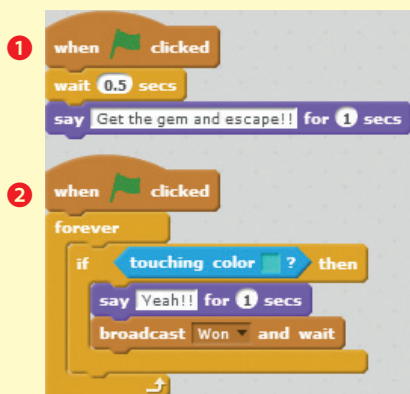 1
when clicked
wait 0.5 secs
say Get the gem and escape!! for 1 secs
2
when clicked
forever
if touching color ? then
say Yeah!! for 1 secs
broadcast Won and wait